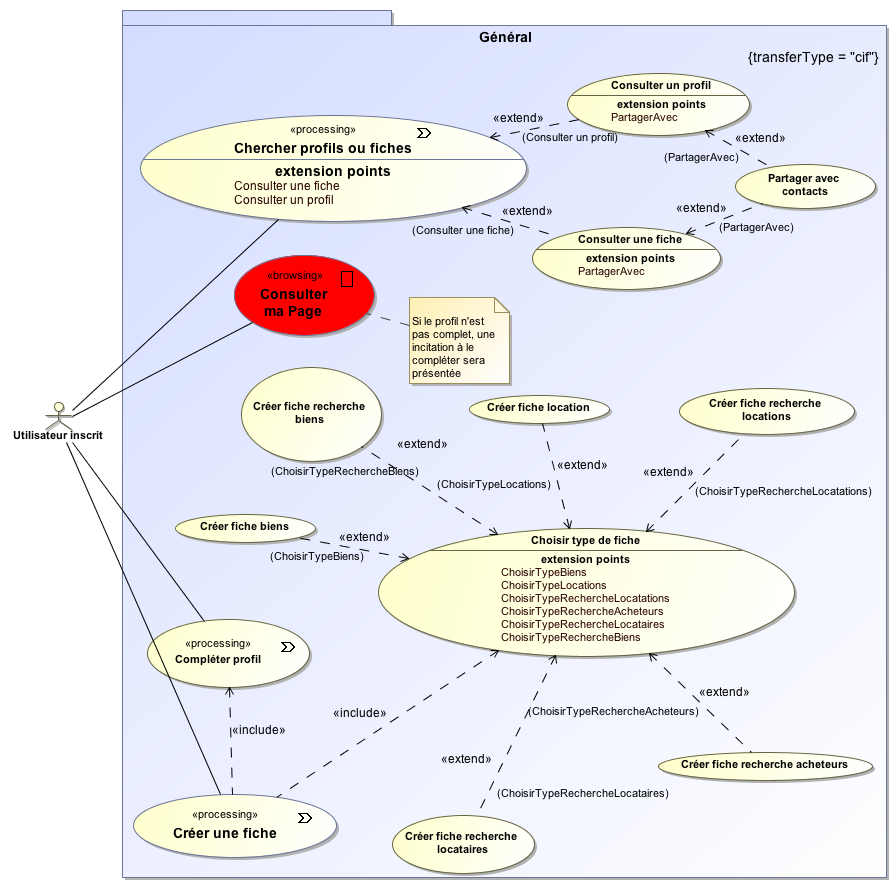 Général
{transferType = "cif"}
Consulter un profil
extension points
PartagerAvec
«extend»
(Consulter un profil)
«processing»
Chercher profils ou fiches
extension points
Consulter une fiche
Consulter un profil
«extend»
(PartagerAvec)
Partager avec
contacts
«extend»
(Consulter une fiche)
«extend»
(PartagerAvec)
Consulter une fiche
extension points
PartagerAvec
«browsing»
Consulter
ma Page
Si le profil n'est
pas complet, une
incitation à le
compléter sera
présentée
Utilisateur inscrit
Créer fiche recherche
biens
Créer fiche location
Créer fiche recherche
locations
«extend»
(ChoisirTypeRechercheBiens)
«extend»
(ChoisirTypeLocations)
«extend»
(ChoisirTypeRechercheLocatations)
Créer fiche biens
«extend»
(ChoisirTypeBiens)
Choisir type de fiche
extension points
ChoisirTypeBiens
ChoisirTypeLocations
ChoisirTypeRechercheLocatations
ChoisirTypeRechercheAcheteurs
ChoisirTypeRechercheLocataires
ChoisirTypeRechercheBiens
«processing»
Compléter profil
«include»
«include»
«extend»
(ChoisirTypeRechercheAcheteurs)
«extend»
(ChoisirTypeRechercheLocataires)
Créer fiche recherche acheteurs
«processing»
Créer une fiche
Créer fiche recherche
locataires